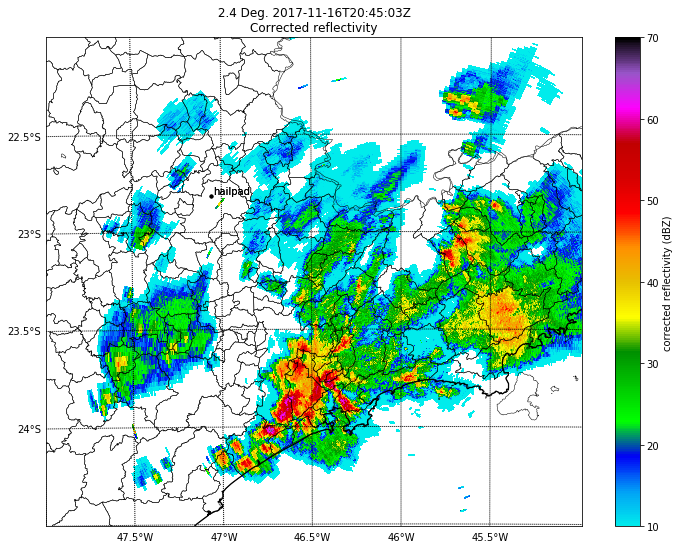 2.4 Deg. 2017-11-16T20:45:03Z
Corrected reflectivity
70
60
50
40
30
20
10
corrected reflectivity (dBZ)
22.5°S
23°S
23.5°S
24°S
hailpad
47.5°W
47°W
46.5°W
46°W
45.5°W